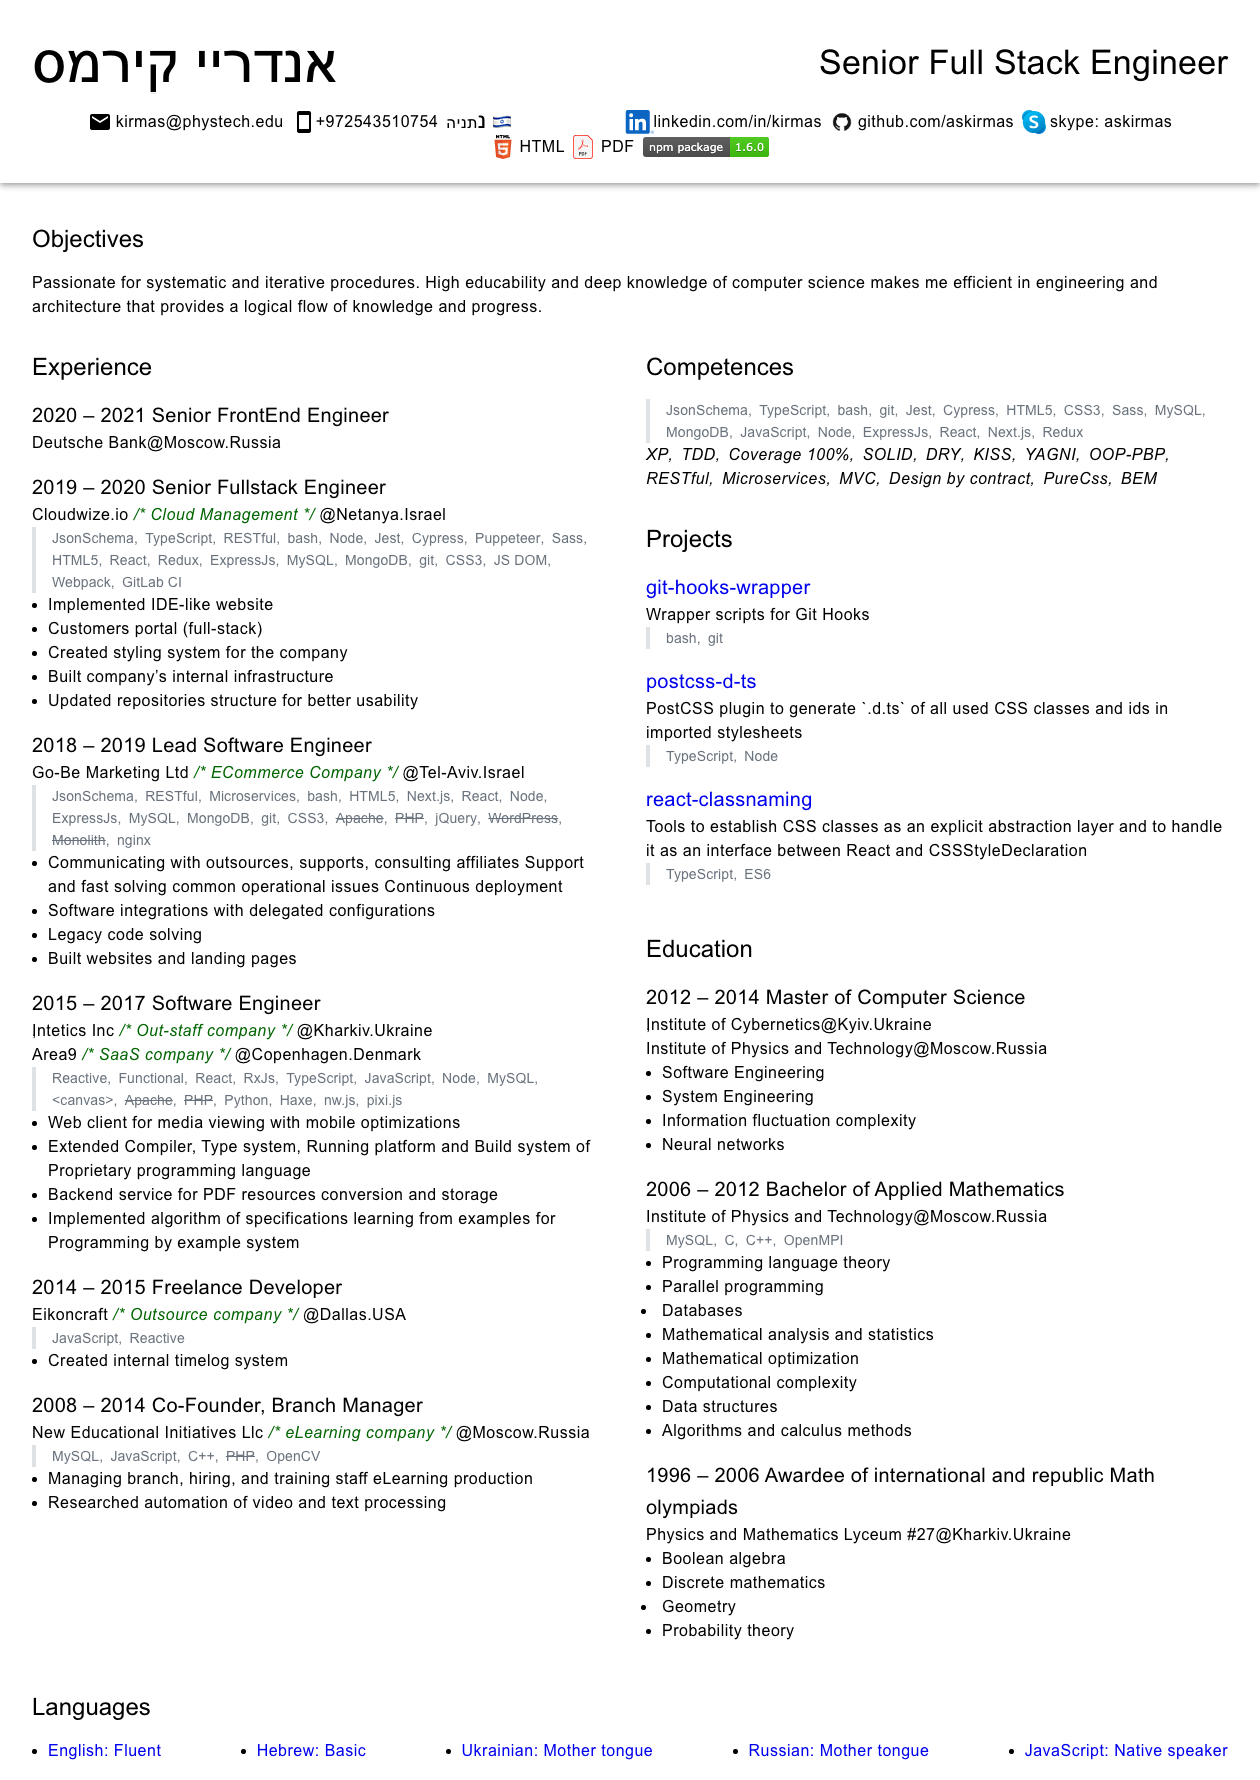 אנדריי קירמס
Senior Full Stack Engineer
kirmas@phystech.edu +972543510754 נתניה 🇮🇱
linkedin.com/in/kirmas github.com/askirmas skype: askirmas
HTML PDF npm package 1.6.0
Objectives
Passionate for systematic and iterative procedures. High educability and deep knowledge of computer science makes me efficient in engineering and
architecture that provides a logical flow of knowledge and progress.
Experience
2020 – 2021 Senior FrontEnd Engineer
Deutsche Bank@Moscow.Russia
2019 – 2020 Senior Fullstack Engineer
Cloudwize.io /* Cloud Management */ @Netanya.Israel
JsonSchema, TypeScript, RESTful, bash, Node, Jest, Cypress, Puppeteer, Sass,
HTML5, React, Redux, ExpressJs, MySQL, MongoDB, git, CSS3, JS DOM,
Webpack, GitLab CI
• Implemented IDE-like website
• Customers portal (full-stack)
• Created styling system for the company
• Built company’s internal infrastructure
• Updated repositories structure for better usability
2018 – 2019 Lead Software Engineer
Go-Be Marketing Ltd /* ECommerce Company */ @Tel-Aviv.Israel
JsonSchema, RESTful, Microservices, bash, HTML5, Next.js, React, Node,
ExpressJs, MySQL, MongoDB, git, CSS3, Apache, PHP, jQuery, WordPress,
Monolith, nginx
• Communicating with outsources, supports, consulting affiliates Support
and fast solving common operational issues Continuous deployment
• Software integrations with delegated configurations
• Legacy code solving
• Built websites and landing pages
2015 – 2017 Software Engineer
Intetics Inc /* Out-staff company */ @Kharkiv.Ukraine
Area9 /* SaaS company */ @Copenhagen.Denmark
Reactive, Functional, React, RxJs, TypeScript, JavaScript, Node, MySQL,
<canvas>, Apache, PHP, Python, Haxe, nw.js, pixi.js
• Web client for media viewing with mobile optimizations
• Extended Compiler, Type system, Running platform and Build system of
Proprietary programming language
• Backend service for PDF resources conversion and storage
• Implemented algorithm of specifications learning from examples for
Programming by example system
2014 – 2015 Freelance Developer
Eikoncraft /* Outsource company */ @Dallas.USA
JavaScript, Reactive
• Created internal timelog system
2008 – 2014 Co-Founder, Branch Manager
New Educational Initiatives Llc /* eLearning company */ @Moscow.Russia
MySQL, JavaScript, C++, PHP, OpenCV
• Managing branch, hiring, and training staff eLearning production
• Researched automation of video and text processing
Competences
JsonSchema, TypeScript, bash, git, Jest, Cypress, HTML5, CSS3, Sass, MySQL,
MongoDB, JavaScript, Node, ExpressJs, React, Next.js, Redux
XP, TDD, Coverage 100%, SOLID, DRY, KISS, YAGNI, OOP-PBP,
RESTful, Microservices, MVC, Design by contract, PureCss, BEM
Projects
git-hooks-wrapper
Wrapper scripts for Git Hooks
bash, git
postcss-d-ts
PostCSS plugin to generate `.d.ts` of all used CSS classes and ids in
imported stylesheets
TypeScript, Node
react-classnaming
Tools to establish CSS classes as an explicit abstraction layer and to handle
it as an interface between React and CSSStyleDeclaration
TypeScript, ES6
Education
2012 – 2014 Master of Computer Science
Institute of Cybernetics@Kyiv.Ukraine
Institute of Physics and Technology@Moscow.Russia
• Software Engineering
• System Engineering
• Information fluctuation complexity
• Neural networks
2006 – 2012 Bachelor of Applied Mathematics
Institute of Physics and Technology@Moscow.Russia
MySQL, C, C++, OpenMPI
• Programming language theory
• Parallel programming
• Databases
• Mathematical analysis and statistics
• Mathematical optimization
• Computational complexity
• Data structures
• Algorithms and calculus methods
1996 – 2006 Awardee of international and republic Math
olympiads
Physics and Mathematics Lyceum #27@Kharkiv.Ukraine
• Boolean algebra
• Discrete mathematics
• Geometry
• Probability theory
Languages
• English: Fluent • Hebrew: Basic • Ukrainian: Mother tongue • Russian: Mother tongue • JavaScript: Native speaker